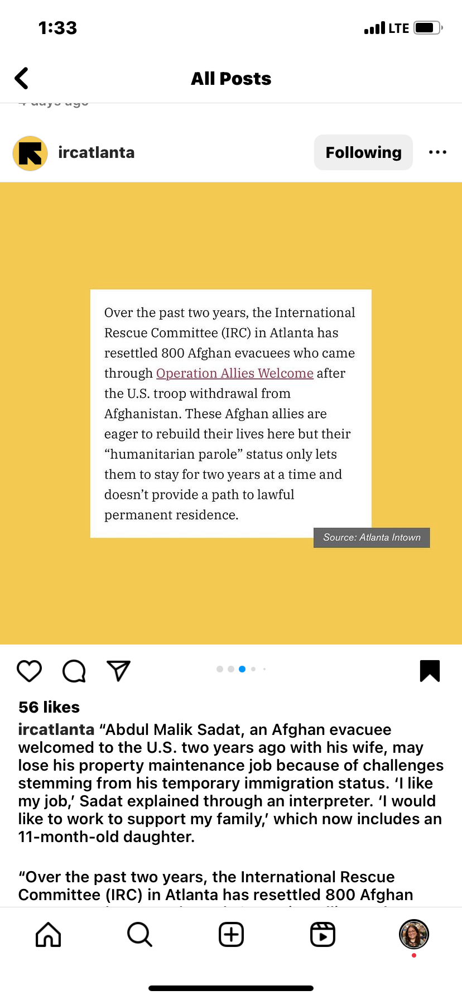 1:33
LTE
All Posts
4 days ago
ircatlanta
Following
Over the past two years, the International
Rescue Committee (IRC) in Atlanta has
resettled 800 Afghan evacuees who came
through Operation Allies Welcome after
the U.S. troop withdrawal from
Afghanistan. These Afghan allies are
eager to rebuild their lives here but their
“humanitarian parole” status only lets
them to stay for two years at a time and
doesn’t provide a path to lawful
permanent residence.
Source: Atlanta Intown
56 likes
ircatlanta “Abdul Malik Sadat, an Afghan evacuee
welcomed to the U.S. two years ago with his wife, may
lose his property maintenance job because of challenges
stemming from his temporary immigration status. ‘I like
my job,’ Sadat explained through an interpreter. ‘I would
like to work to support my family,’ which now includes an
11-month-old daughter.
“Over the past two years, the International Rescue
Committee (IRC) in Atlanta has resettled 800 Afghan